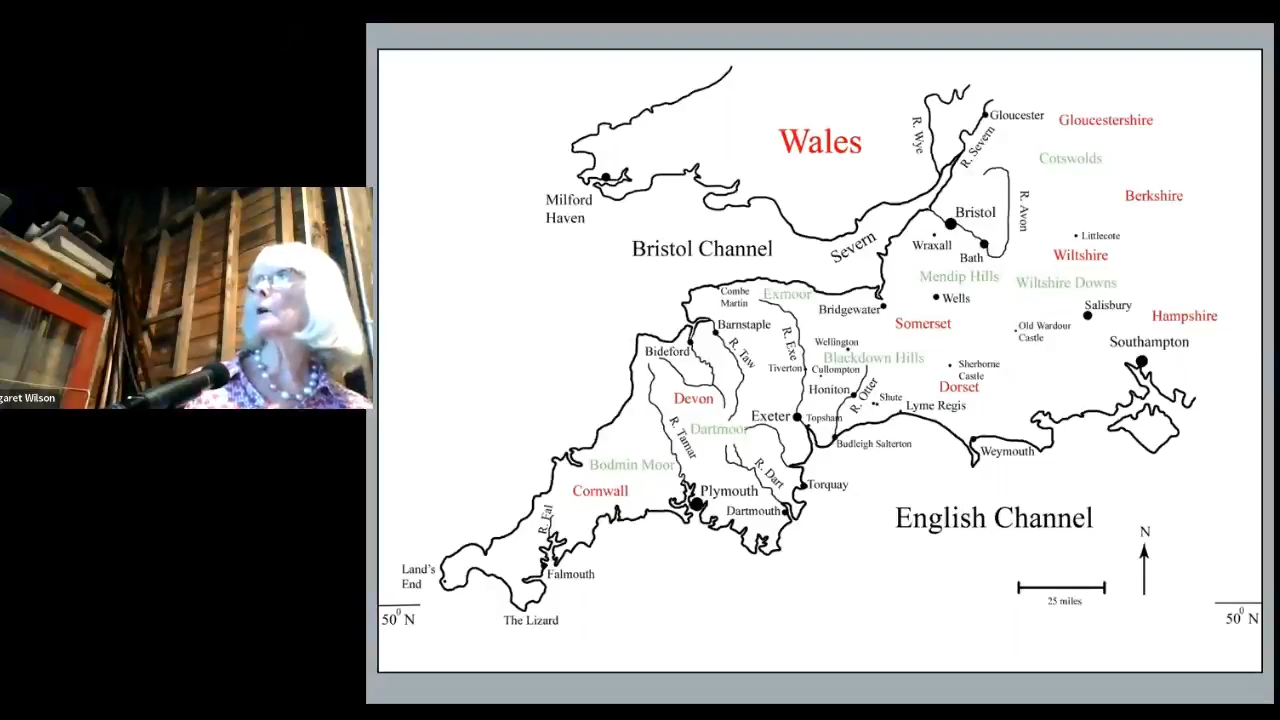 Gloucester
Gloucestershire
R. Wye
R. Severn
Wales
Cotswolds
Milford
Haven
R. Avon
Berkshire
Bristol
Bristol Channel
Severn
Wraxall
Littlecote
Bath
Wiltshire
Mendip Hills
Wiltshire Downs
Combe
Martin
Exmoor
Bridgewater
Wells
Salisbury
Somerset
Hampshire
Barnstaple
R. Exe
Old Wardour
Castle
Southampton
Wellington
Bideford
R. Taw
Blackdown Hills
Tiverton
Cullompton
Sherborne
Castle
Honiton
Dorset
R. Otter
garet Wilson
Devon
Shute
Lyme Regis
Exeter
Topsham
Dartmoor
R. Tamar
Budleigh Salterton
Weymouth
Bodmin Moor
R. Dart
Cornwall
Plymouth
Torquay
Dartmouth
English Channel
R. Fal
N
Land's
End
Falmouth
25 miles
50⁰ N
50⁰ N
The Lizard